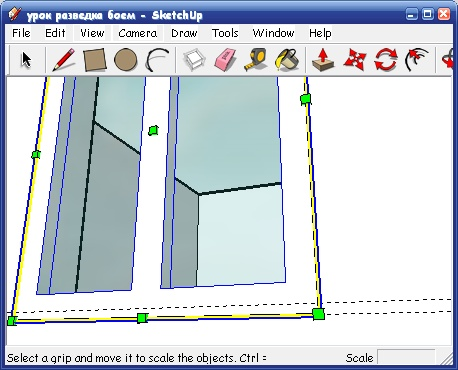 урок разведка боем - SketchUp
File Edit View Camera Draw Tools Window Help
Select a grip and move it to scale the objects. Ctrl = Scale